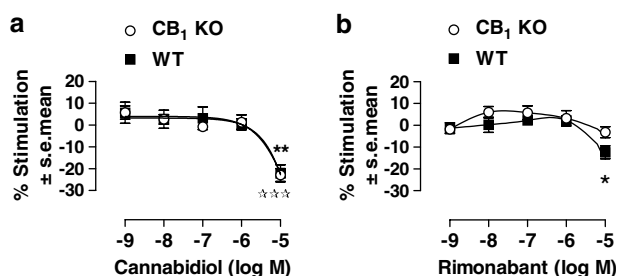 a
CB1 KO
WT
% Stimulation
± s.e.mean
20
10
0
-10
-20
-30
**
☆☆☆
-9 -8 -7 -6 -5
Cannabidiol (log M)
b
CB1 KO
WT
% Stimulation
± s.e.mean
20
10
0
-10
-20
-30
*
-9 -8 -7 -6 -5
Rimonabant (log M)